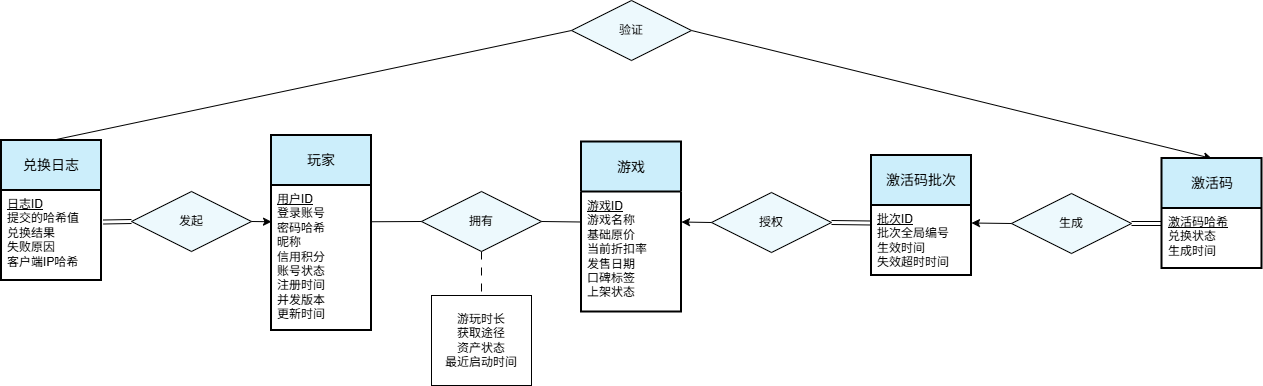 验证
兑换日志
日志ID
提交的哈希值
兑换结果
失败原因
客户端IP哈希
发起
玩家
用户ID
登录账号
密码哈希
昵称
信用积分
账号状态
注册时间
并发版本
更新时间
拥有
游玩时长
获取途径
资产状态
最近启动时间
游戏
游戏ID
游戏名称
基础原价
当前折扣率
发售日期
口碑标签
上架状态
授权
激活码批次
批次ID
批次全局编号
生效时间
失效超时时间
生成
激活码
激活码哈希
兑换状态
生成时间